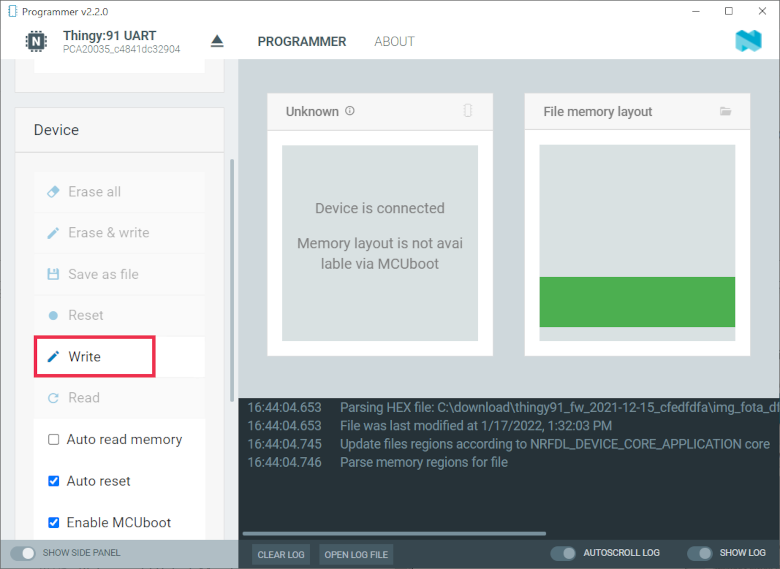 Programmer v2.2.0
Thingy:91 UART
PCA20035_c4841dc32904
PROGRAMMER
ABOUT
Device
Erase all
Erase & write
Save as file
Reset
Write
Read
Auto read memory
Auto reset
Enable MCUboot
SHOW SIDE PANEL
Unknown
Device is connected
Memory layout is not avai
lable via MCUboot
File memory layout
16:44:04.653 Parsing HEX file: C:\download\thingy91_fw_2021-12-15_cfedfdfa\img_fota_df
16:44:04.653 File was last modified at 1/17/2022, 1:32:03 PM
16:44:04.745 Update files regions according to NRFDL_DEVICE_CORE_APPLICATION core
16:44:04.746 Parse memory regions for file
CLEAR LOG
OPEN LOG FILE
AUTOSCROLL LOG
SHOW LOG